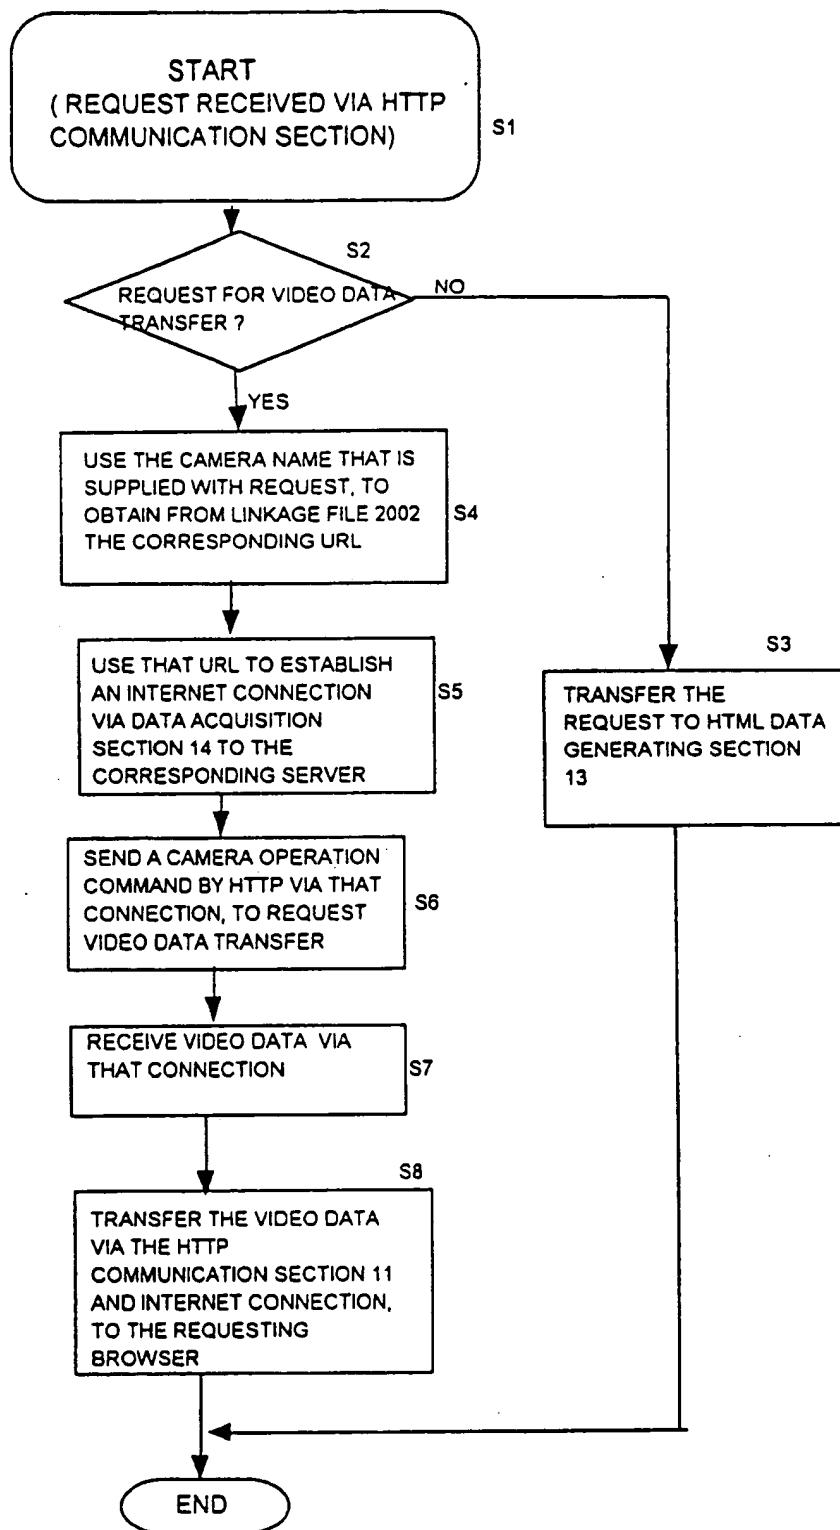 START
( REQUEST RECEIVED VIA HTTP
COMMUNICATION SECTION)
S1
S2
REQUEST FOR VIDEO DATA
TRANSFER ?
NO
YES
USE THE CAMERA NAME THAT IS
SUPPLIED WITH REQUEST, TO
OBTAIN FROM LINKAGE FILE 2002
THE CORRESPONDING URL
S4
S3
TRANSFER THE
REQUEST TO HTML DATA
GENERATING SECTION
13
USE THAT URL TO ESTABLISH
AN INTERNET CONNECTION
VIA DATA ACQUISITION
SECTION 14 TO THE
CORRESPONDING SERVER
S5
SEND A CAMERA OPERATION
COMMAND BY HTTP VIA THAT
CONNECTION, TO REQUEST
VIDEO DATA TRANSFER
S6
RECEIVE VIDEO DATA VIA
THAT CONNECTION
S7
S8
TRANSFER THE VIDEO DATA
VIA THE HTTP
COMMUNICATION SECTION 11
AND INTERNET CONNECTION,
TO THE REQUESTING
BROWSER
END